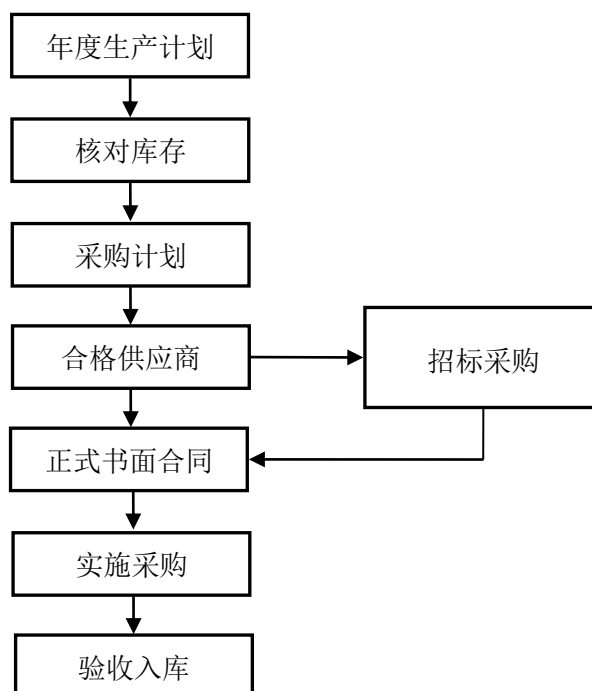 年度生产计划
核对库存
采购计划
合格供应商
招标采购
正式书面合同
实施采购
验收入库